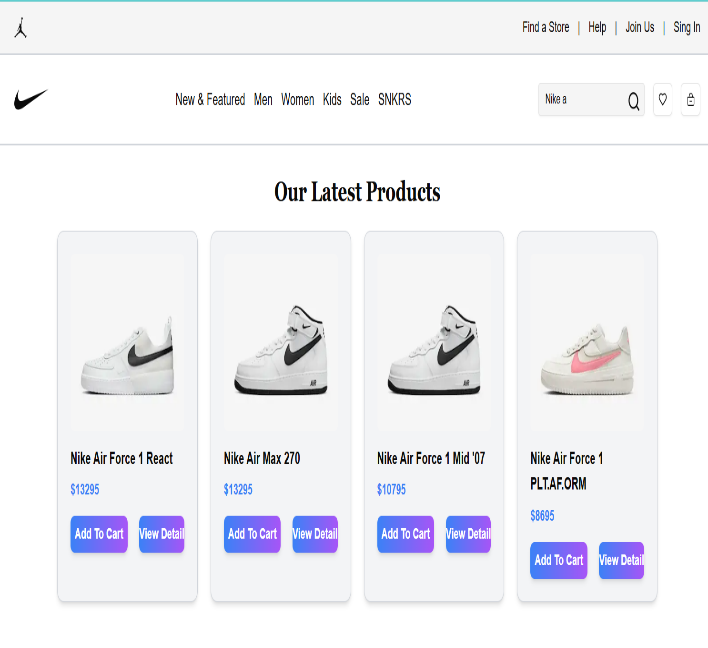 Find a Store | Help | Join Us | Sing In
New & Featured Men Women Kids Sale SNKRS
Nike a
Our Latest Products
Nike Air Force 1 React
$13295
Add To Cart View Detail
Nike Air Max 270
$13295
Add To Cart View Detail
Nike Air Force 1 Mid '07
$10795
Add To Cart View Detail
Nike Air Force 1
PLT.AF.ORM
$8695
Add To Cart View Detail